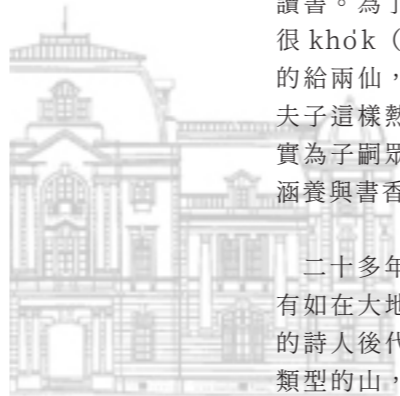 讀書。為了
很 khok（
的給兩仙，
夫子這樣熱
實為子嗣眾
涵養與書香
二十多年
有如在大地
的詩人後代
類型的山，